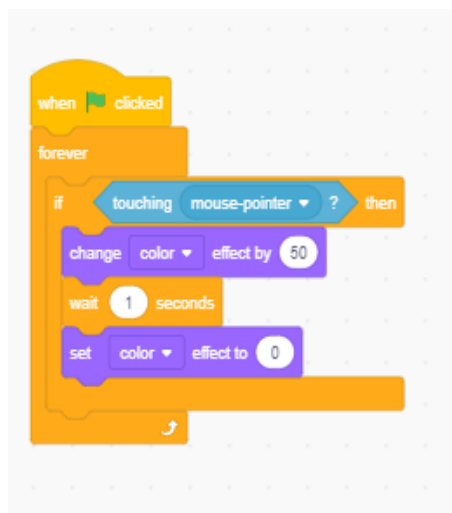 when clicked
forever
if touching mouse-pointer ? then
change color effect by 50
wait 1 seconds
set color effect to 0